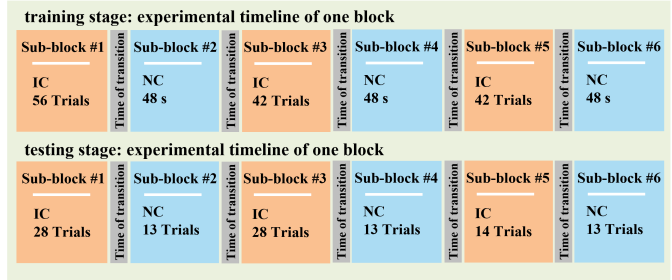 training stage: experimental timeline of one block
Sub-block #1
IC
56 Trials
Time of transition
Sub-block #2
NC
48 s
Time of transition
Sub-block #3
IC
42 Trials
Time of transition
Sub-block #4
NC
48 s
Time of transition
Sub-block #5
IC
42 Trials
Time of transition
Sub-block #6
NC
48 s
testing stage: experimental timeline of one block
Sub-block #1
IC
28 Trials
Time of transition
Sub-block #2
NC
13 Trials
Time of transition
Sub-block #3
IC
28 Trials
Time of transition
Sub-block #4
NC
13 Trials
Time of transition
Sub-block #5
IC
14 Trials
Time of transition
Sub-block #6
NC
13 Trials